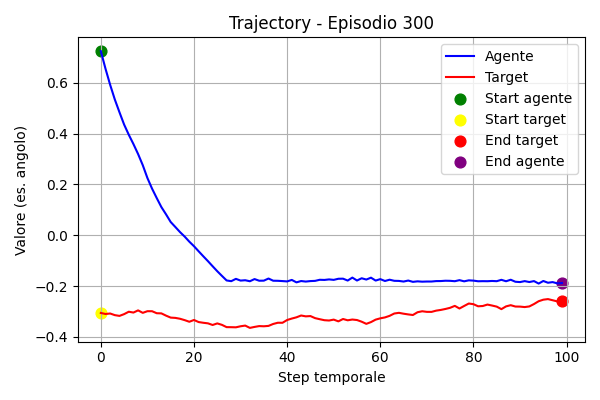 Trajectory - Episodio 300
Agente
Target
Start agente
Start target
End target
End agente
Valore (es. angolo)
0.6
0.4
0.2
0.0
−0.2
−0.4
0 20 40 60 80 100
Step temporale